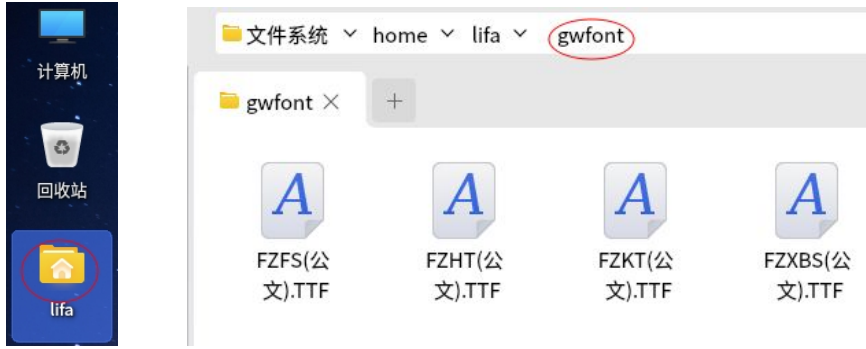 计算机
回收站
lifa
文件系统 home lifa gwfont
gwfont
FZFS(公
文).TTF
FZHT(公
文).TTF
FZKT(公
文).TTF
FZXBS(公
文).TTF